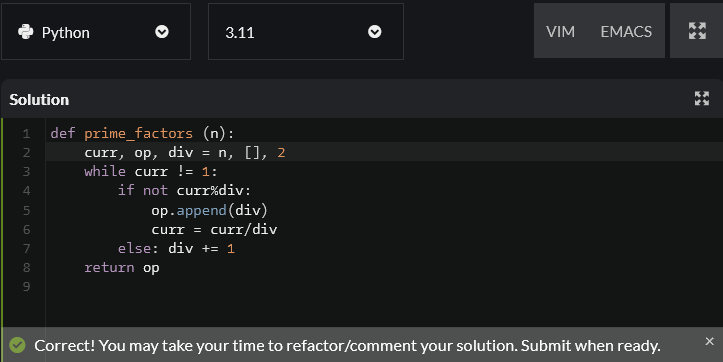 Python 3.11 VIM EMACS
Solution
1 def prime_factors (n):
2     curr, op, div = n, [], 2
3     while curr != 1:
4         if not curr%div:
5             op.append(div)
6             curr = curr/div
7         else: div += 1
8     return op
9
Correct! You may take your time to refactor/comment your solution. Submit when ready.